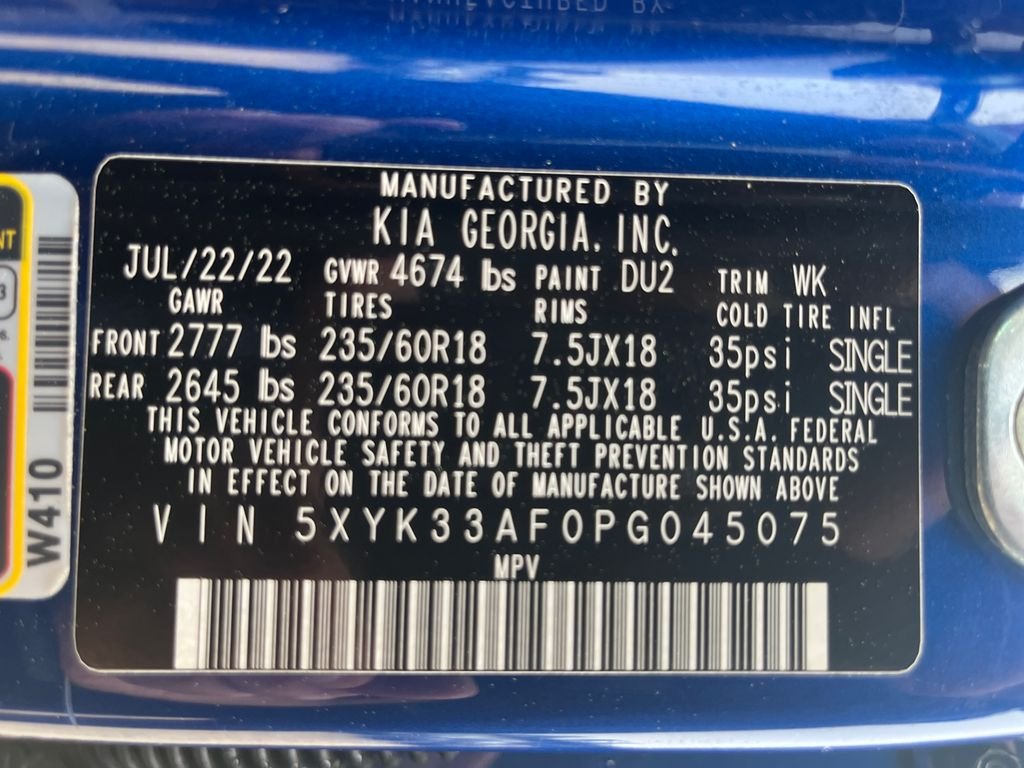 MANUFACTURED BY
KIA GEORGIA, INC.
JUL/22/22 GVWR 4674 lbs PAINT DU2 TRIM WK
GAWR TIRES RIMS COLD TIRE INFL
FRONT 2777 lbs 235/60R18 7.5JX18 35psi SINGLE
REAR 2645 lbs 235/60R18 7.5JX18 35psi SINGLE
THIS VEHICLE CONFORMS TO ALL APPLICABLE U.S.A. FEDERAL
MOTOR VEHICLE SAFETY AND THEFT PREVENTION STANDARDS
IN EFFECT ON THE DATE OF MANUFACTURE SHOWN ABOVE
VIN 5XYK33AF0PG045075
MPV
W410